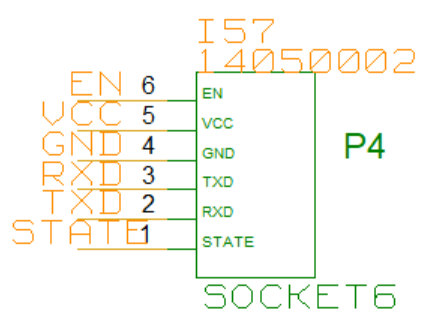 I57
14050002
EN 6 EN
VCC 5 VCC
GND 4 GND
RXD 3 TXD
TXD 2 RXD
STATE 1 STATE
P4
SOCKET6